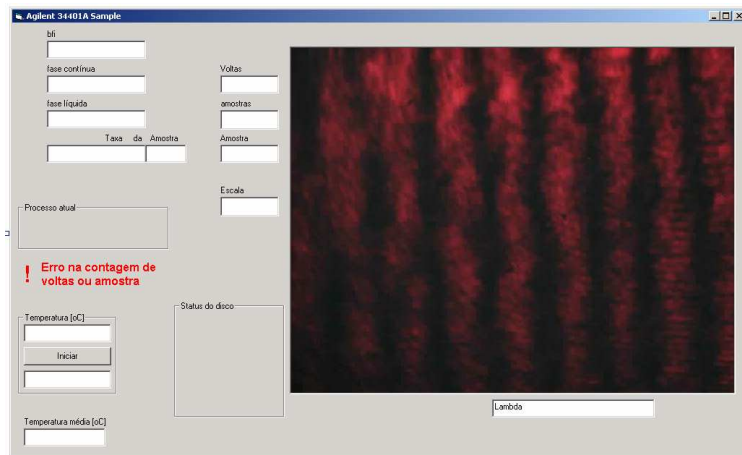 Agilent 34401A Sample
bfi
fase contínua
fase líquida
Taxa da Amostra
Voltas
amostras
Amostra
Escala
Processo atual
! Erro na contagem de
voltas ou amostra
Temperatura [oC]
Iniciar
Temperatura média [oC]
Status do disco
Lambda